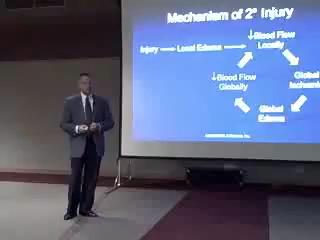 Mechanism of 2° Injury
Injury
Local Edema
↓Blood Flow
Locally
Global
Ischemia
Global
Edema
↓Blood Flow
Globally